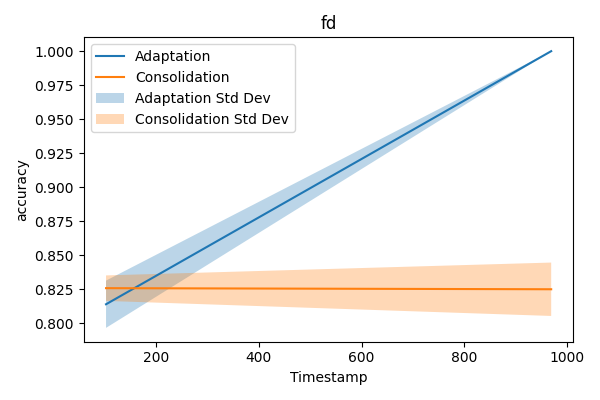 fd
Adaptation
Consolidation
Adaptation Std Dev
Consolidation Std Dev
1.000
0.975
0.950
0.925
0.900
0.875
0.850
0.825
0.800
accuracy
200
400
600
800
1000
Timestamp